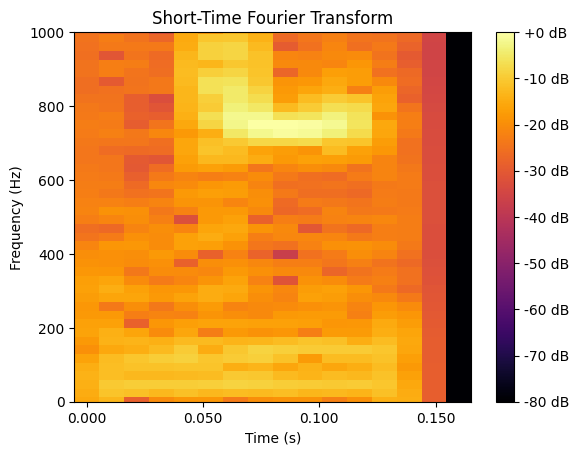 Short-Time Fourier Transform
1000
800
600
400
200
0
Frequency (Hz)
0.000
0.050
0.100
0.150
Time (s)
+0 dB
-10 dB
-20 dB
-30 dB
-40 dB
-50 dB
-60 dB
-70 dB
-80 dB